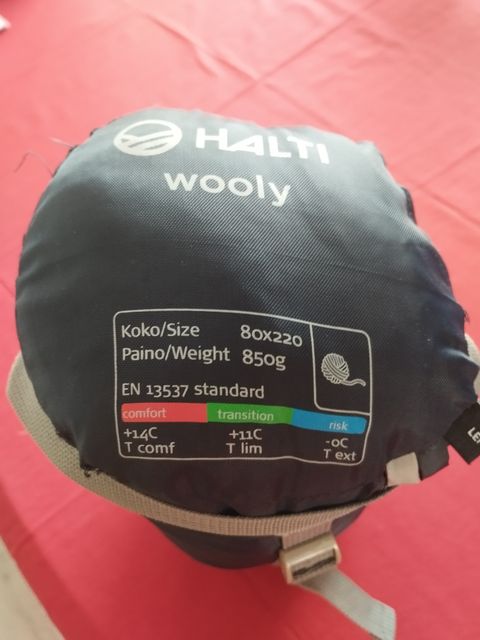 HALTI
wooly
Koko/Size 80x220
Paino/Weight 850g
EN 13537 standard
comfort transition risk
+14C +11C -0C
T comf T lim T ext